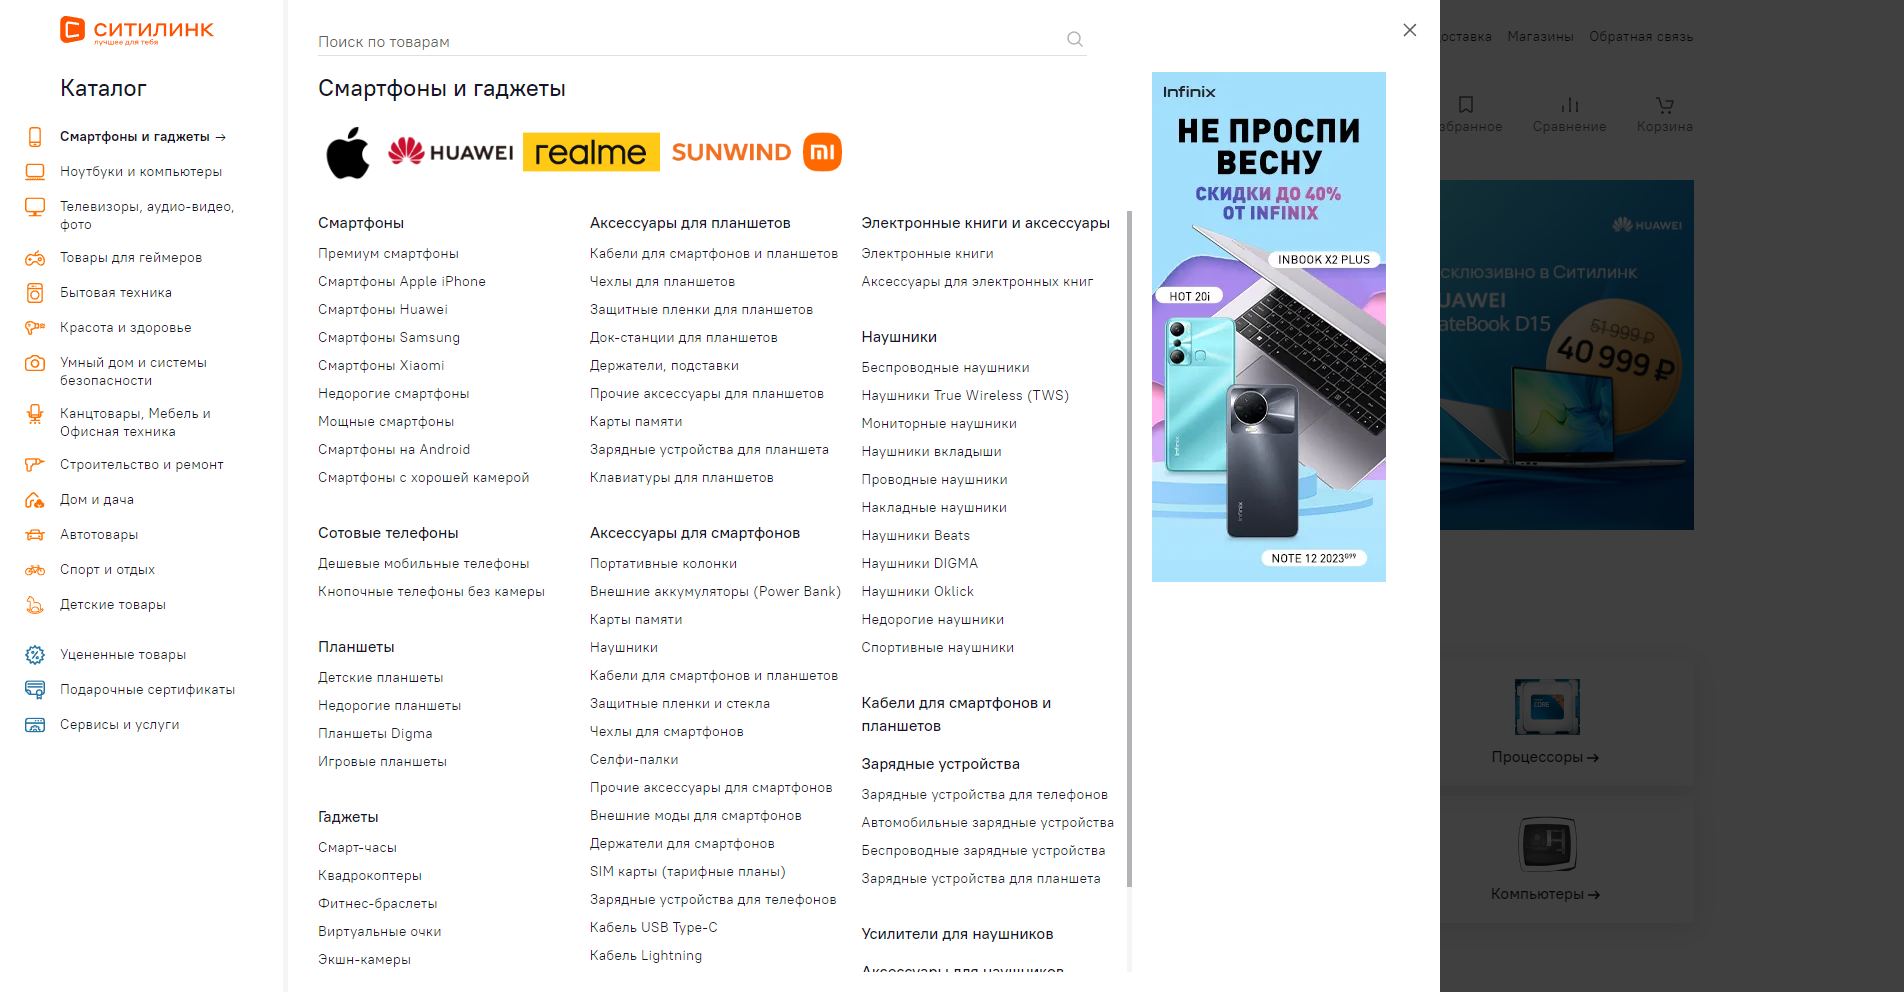 СИТИЛИНК
лучшее для тебя
Каталог
Смартфоны и гаджеты →
Ноутбуки и компьютеры
Телевизоры, аудио-видео,
фото
Товары для геймеров
Бытовая техника
Красота и здоровье
Умный дом и системы
безопасности
Канцтовары, Мебель и
Офисная техника
Строительство и ремонт
Дом и дача
Автотовары
Спорт и отдых
Детские товары
Уцененные товары
Подарочные сертификаты
Сервисы и услуги
Поиск по товарам
Смартфоны и гаджеты
HUAWEI
realme
SUNWIND
mi
Смартфоны
Премиум смартфоны
Смартфоны Apple iPhone
Смартфоны Huawei
Смартфоны Samsung
Смартфоны Xiaomi
Недорогие смартфоны
Мощные смартфоны
Смартфоны на Android
Смартфоны с хорошей камерой
Сотовые телефоны
Дешевые мобильные телефоны
Кнопочные телефоны без камеры
Планшеты
Детские планшеты
Недорогие планшеты
Планшеты Digma
Игровые планшеты
Гаджеты
Смарт-часы
Квадрокоптеры
Фитнес-браслеты
Виртуальные очки
Экшн-камеры
Аксессуары для планшетов
Кабели для смартфонов и планшетов
Чехлы для планшетов
Защитные пленки для планшетов
Док-станции для планшетов
Держатели, подставки
Прочие аксессуары для планшетов
Карты памяти
Зарядные устройства для планшета
Клавиатуры для планшетов
Аксессуары для смартфонов
Портативные колонки
Внешние аккумуляторы (Power Bank)
Карты памяти
Наушники
Кабели для смартфонов и планшетов
Защитные пленки и стекла
Чехлы для смартфонов
Селфи-палки
Прочие аксессуары для смартфонов
Внешние моды для смартфонов
Держатели для смартфонов
SIM карты (тарифные планы)
Зарядные устройства для телефонов
Кабель USB Type-C
Кабель Lightning
Электронные книги и аксессуары
Электронные книги
Аксессуары для электронных книг
Наушники
Беспроводные наушники
Наушники True Wireless (TWS)
Мониторные наушники
Наушники вкладыши
Проводные наушники
Накладные наушники
Наушники Beats
Наушники DIGMA
Наушники Oklick
Недорогие наушники
Спортивные наушники
Кабели для смартфонов и
планшетов
Зарядные устройства
Зарядные устройства для телефонов
Автомобильные зарядные устройства
Беспроводные зарядные устройства
Зарядные устройства для планшета
Усилители для наушников
Аксессуары для наушников
Infinix
НЕ ПРОСПИ
ВЕСНУ
СКИДКИ ДО 40%
ОТ INFINIX
INBOOK X2 PLUS
HOT 20i
Infinix
Infinix
NOTE 12 2023 G99
оставка Магазины Обратная связь
збранное Сравнение Корзина
HUAWEI
склюзивно в Ситилинк
UAWEI
ateBook D15
51 999 ₽
40 999 ₽
CORE
Процессоры →
Компьютеры →